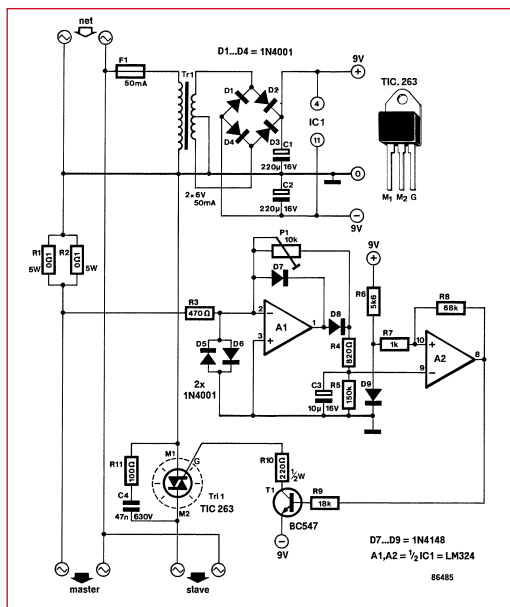 net
D1...D4 = 1N4001
F1
50mA
Tr1
D1
D2
D4
D3
2×6V
50mA
C1
220µ 16V
C2
220µ 16V
9V
+
4
IC1
11
0
−
9V
TIC. 263
M1 M2 G
R1
0Ω1
5W
R2
0Ω1
5W
P1
10k
D7
R3
470Ω
2
3
A1
1
D8
D5
D6
2x
1N4001
R4
820Ω
C3
10µ 16V
R5
150k
9V
+
R6
5k6
R7
1k
R8
68k
10
+
9
−
A2
8
D9
R11
100Ω
C4
47n 630V
M1
G
M2
Tri 1
TIC 263
R10
220Ω
½W
T1
BC547
R9
18k
−
9V
D7...D9 = 1N4148
A1,A2 = ½ IC1 = LM324
master
slave
86485